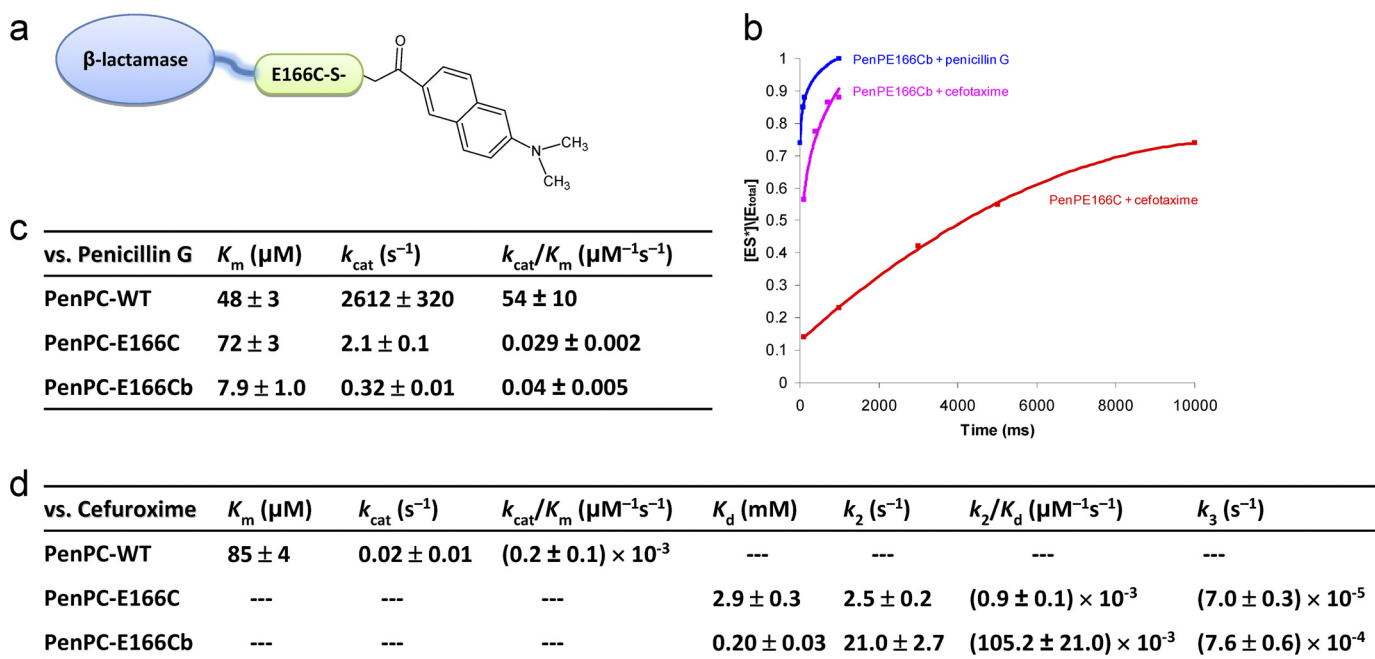 a
β-lactamase
E166C-S-
O
N
CH3
CH3
b
[ES*]\[Etotal]
1
0.9
0.8
0.7
0.6
0.5
0.4
0.3
0.2
0.1
0
PenPE166Cb + penicillin G
PenPE166Cb + cefotaxime
PenPE166C + cefotaxime
0 2000 4000 6000 8000 10000
Time (ms)
c
vs. Penicillin G Km (μM) kcat (s⁻¹) kcat/Km (μM⁻¹s⁻¹)
PenPC-WT 48 ± 3 2612 ± 320 54 ± 10
PenPC-E166C 72 ± 3 2.1 ± 0.1 0.029 ± 0.002
PenPC-E166Cb 7.9 ± 1.0 0.32 ± 0.01 0.04 ± 0.005
d
vs. Cefuroxime Km (μM) kcat (s⁻¹) kcat/Km (μM⁻¹s⁻¹) Kd (mM) k2 (s⁻¹) k2/Kd (μM⁻¹s⁻¹) k3 (s⁻¹)
PenPC-WT 85 ± 4 0.02 ± 0.01 (0.2 ± 0.1) × 10⁻³ --- --- --- ---
PenPC-E166C --- --- --- 2.9 ± 0.3 2.5 ± 0.2 (0.9 ± 0.1) × 10⁻³ (7.0 ± 0.3) × 10⁻⁵
PenPC-E166Cb --- --- --- 0.20 ± 0.03 21.0 ± 2.7 (105.2 ± 21.0) × 10⁻³ (7.6 ± 0.6) × 10⁻⁴